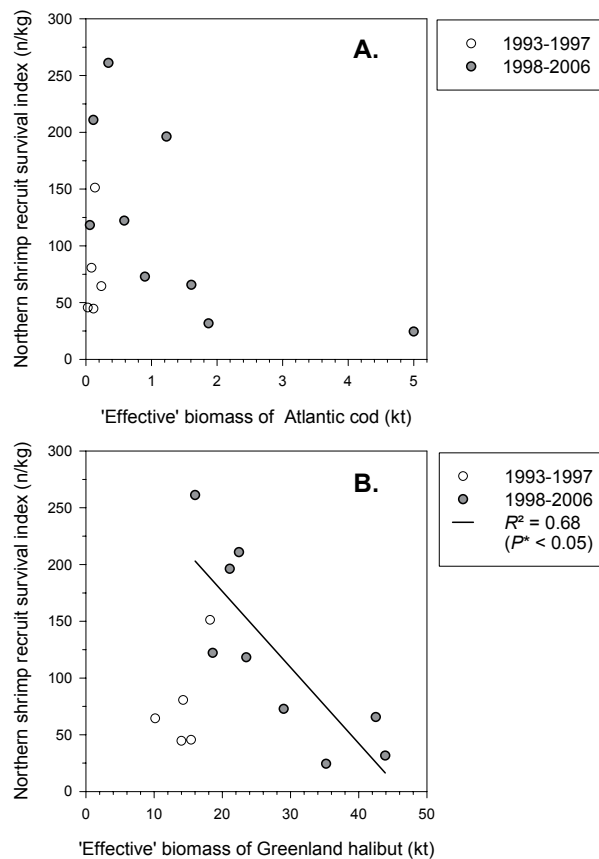 Northern shrimp recruit survival index (n/kg)
300
250
200
150
100
50
0
A.
1993-1997
1998-2006
0 1 2 3 4 5
'Effective' biomass of Atlantic cod (kt)
Northern shrimp recruit survival index (n/kg)
300
250
200
150
100
50
0
B.
1993-1997
1998-2006
R² = 0.68
(P* < 0.05)
0 10 20 30 40 50
'Effective' biomass of Greenland halibut (kt)